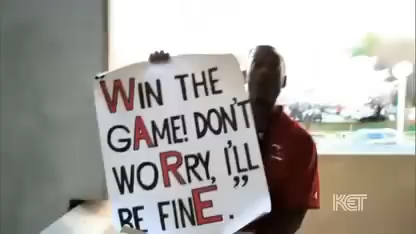 WIN THE
GAME! DON'T
WORRY, I'LL
BE FINE."
KET